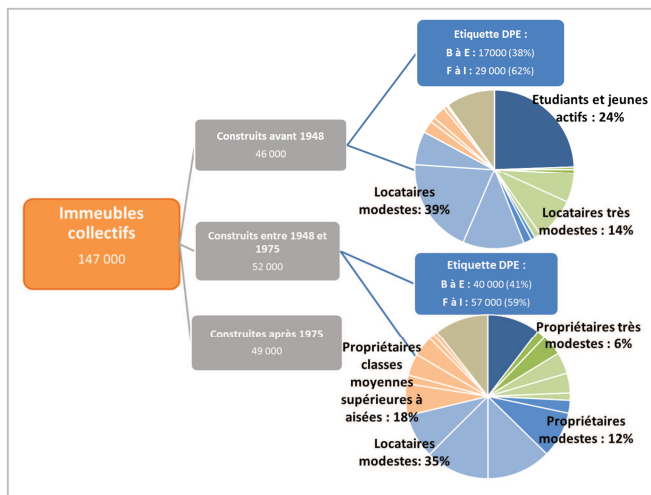 Etiquette DPE :
B à E : 17000 (38%)
F à I : 29 000 (62%)
Etudiants et jeunes
actifs : 24%
Construits avant 1948
46 000
Locataires
modestes: 39%
Locataires très
modestes : 14%
Immeubles
collectifs
147 000
Construits entre 1948 et
1975
52 000
Etiquette DPE :
B à E : 40 000 (41%)
F à I : 57 000 (59%)
Construites après 1975
49 000
Propriétaires
classes
moyennes
supérieures à
aisées : 18%
Propriétaires très
modestes : 6%
Propriétaires
modestes : 12%
Locataires
modestes: 35%